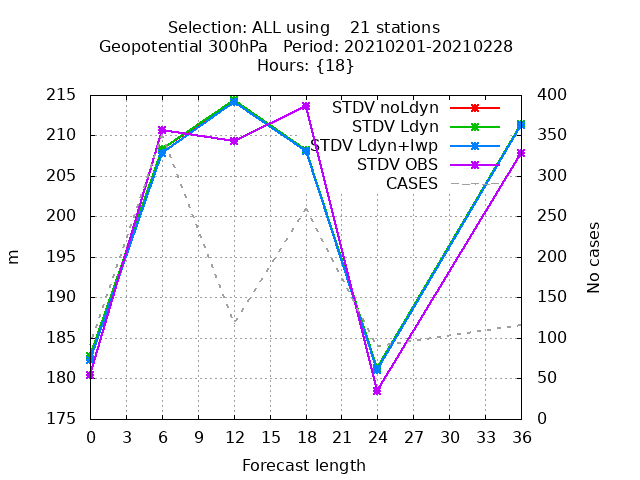 Selection: ALL using 21 stations
Geopotential 300hPa Period: 20210201-20210228
Hours: {18}
215
210
205
200
195
190
185
180
175
m
400
350
300
250
200
150
100
50
0
No cases
STDV noLdyn
STDV Ldyn
STDV Ldyn+lwp
STDV OBS
CASES
0 3 6 9 12 15 18 21 24 27 30 33 36
Forecast length